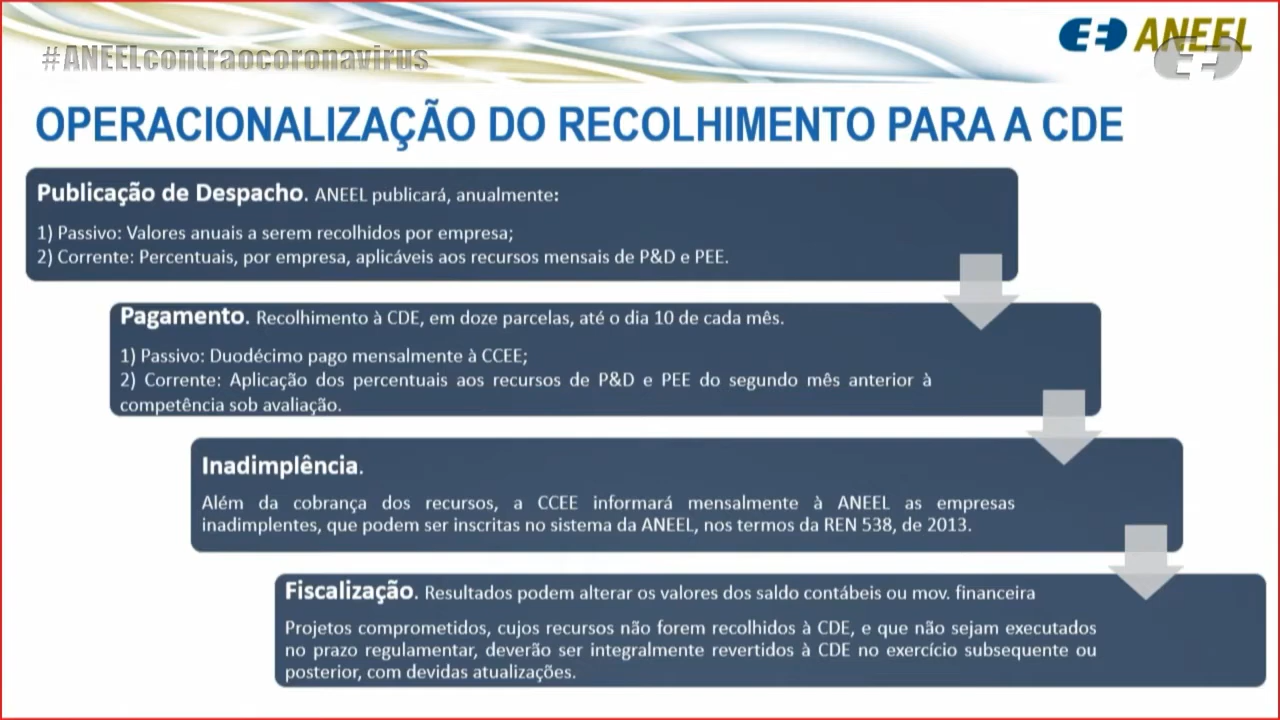 #ANEELcontraocoronavirus
ANEEL
OPERACIONALIZAÇÃO DO RECOLHIMENTO PARA A CDE
Publicação de Despacho. ANEEL publicará, anualmente:
1) Passivo: Valores anuais a serem recolhidos por empresa;
2) Corrente: Percentuais, por empresa, aplicáveis aos recursos mensais de P&D e PEE.
Pagamento. Recolhimento à CDE, em doze parcelas, até o dia 10 de cada mês.
1) Passivo: Duodécimo pago mensalmente à CCEE;
2) Corrente: Aplicação dos percentuais aos recursos de P&D e PEE do segundo mês anterior à
competência sob avaliação.
Inadimplência.
Além da cobrança dos recursos, a CCEE informará mensalmente à ANEEL as empresas
inadimplentes, que podem ser inscritas no sistema da ANEEL, nos termos da REN 538, de 2013.
Fiscalização. Resultados podem alterar os valores dos saldo contábeis ou mov. financeira
Projetos comprometidos, cujos recursos não forem recolhidos à CDE, e que não sejam executados
no prazo regulamentar, deverão ser integralmente revertidos à CDE no exercício subsequente ou
posterior, com devidas atualizações.